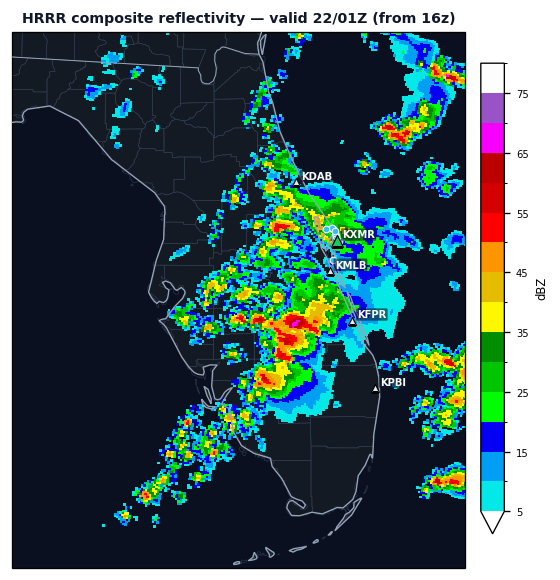 HRRR composite reflectivity — valid 22/01Z (from 16z)
75
65
55
45
35
25
15
5
dBZ
KDAB
KXMR
KMLB
KFPR
KPBI